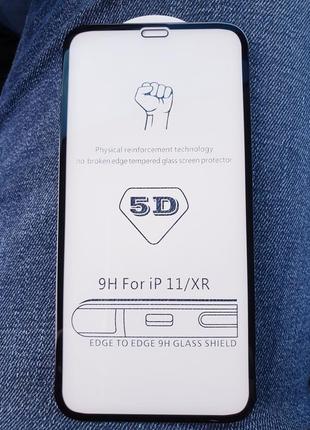 Physical reinforcement technology
no broken edge tempered glass screen protector
5D
9H For iP 11/XR
EDGE TO EDGE 9H GLASS SHIELD